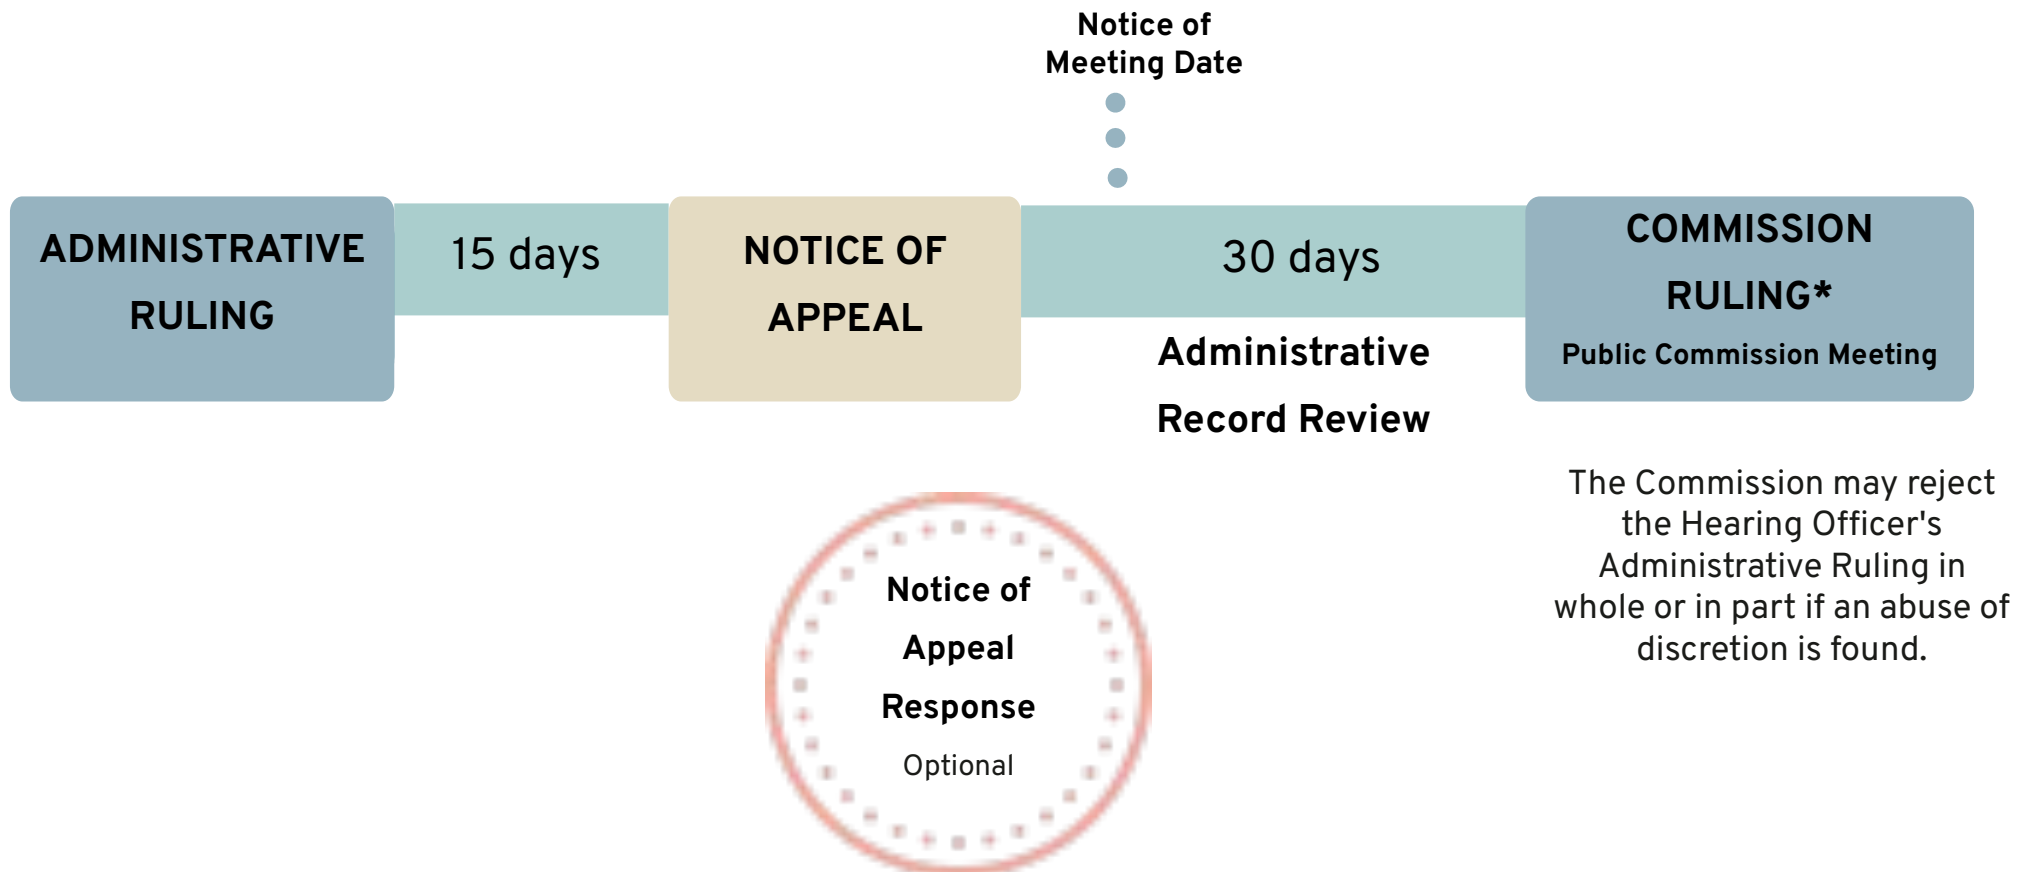 Notice of
Meeting Date
ADMINISTRATIVE
RULING
15 days
NOTICE OF
APPEAL
30 days
Administrative
Record Review
COMMISSION
RULING*
Public Commission Meeting
The Commission may reject
the Hearing Officer's
Administrative Ruling in
whole or in part if an abuse of
discretion is found.
Notice of
Appeal
Response
Optional